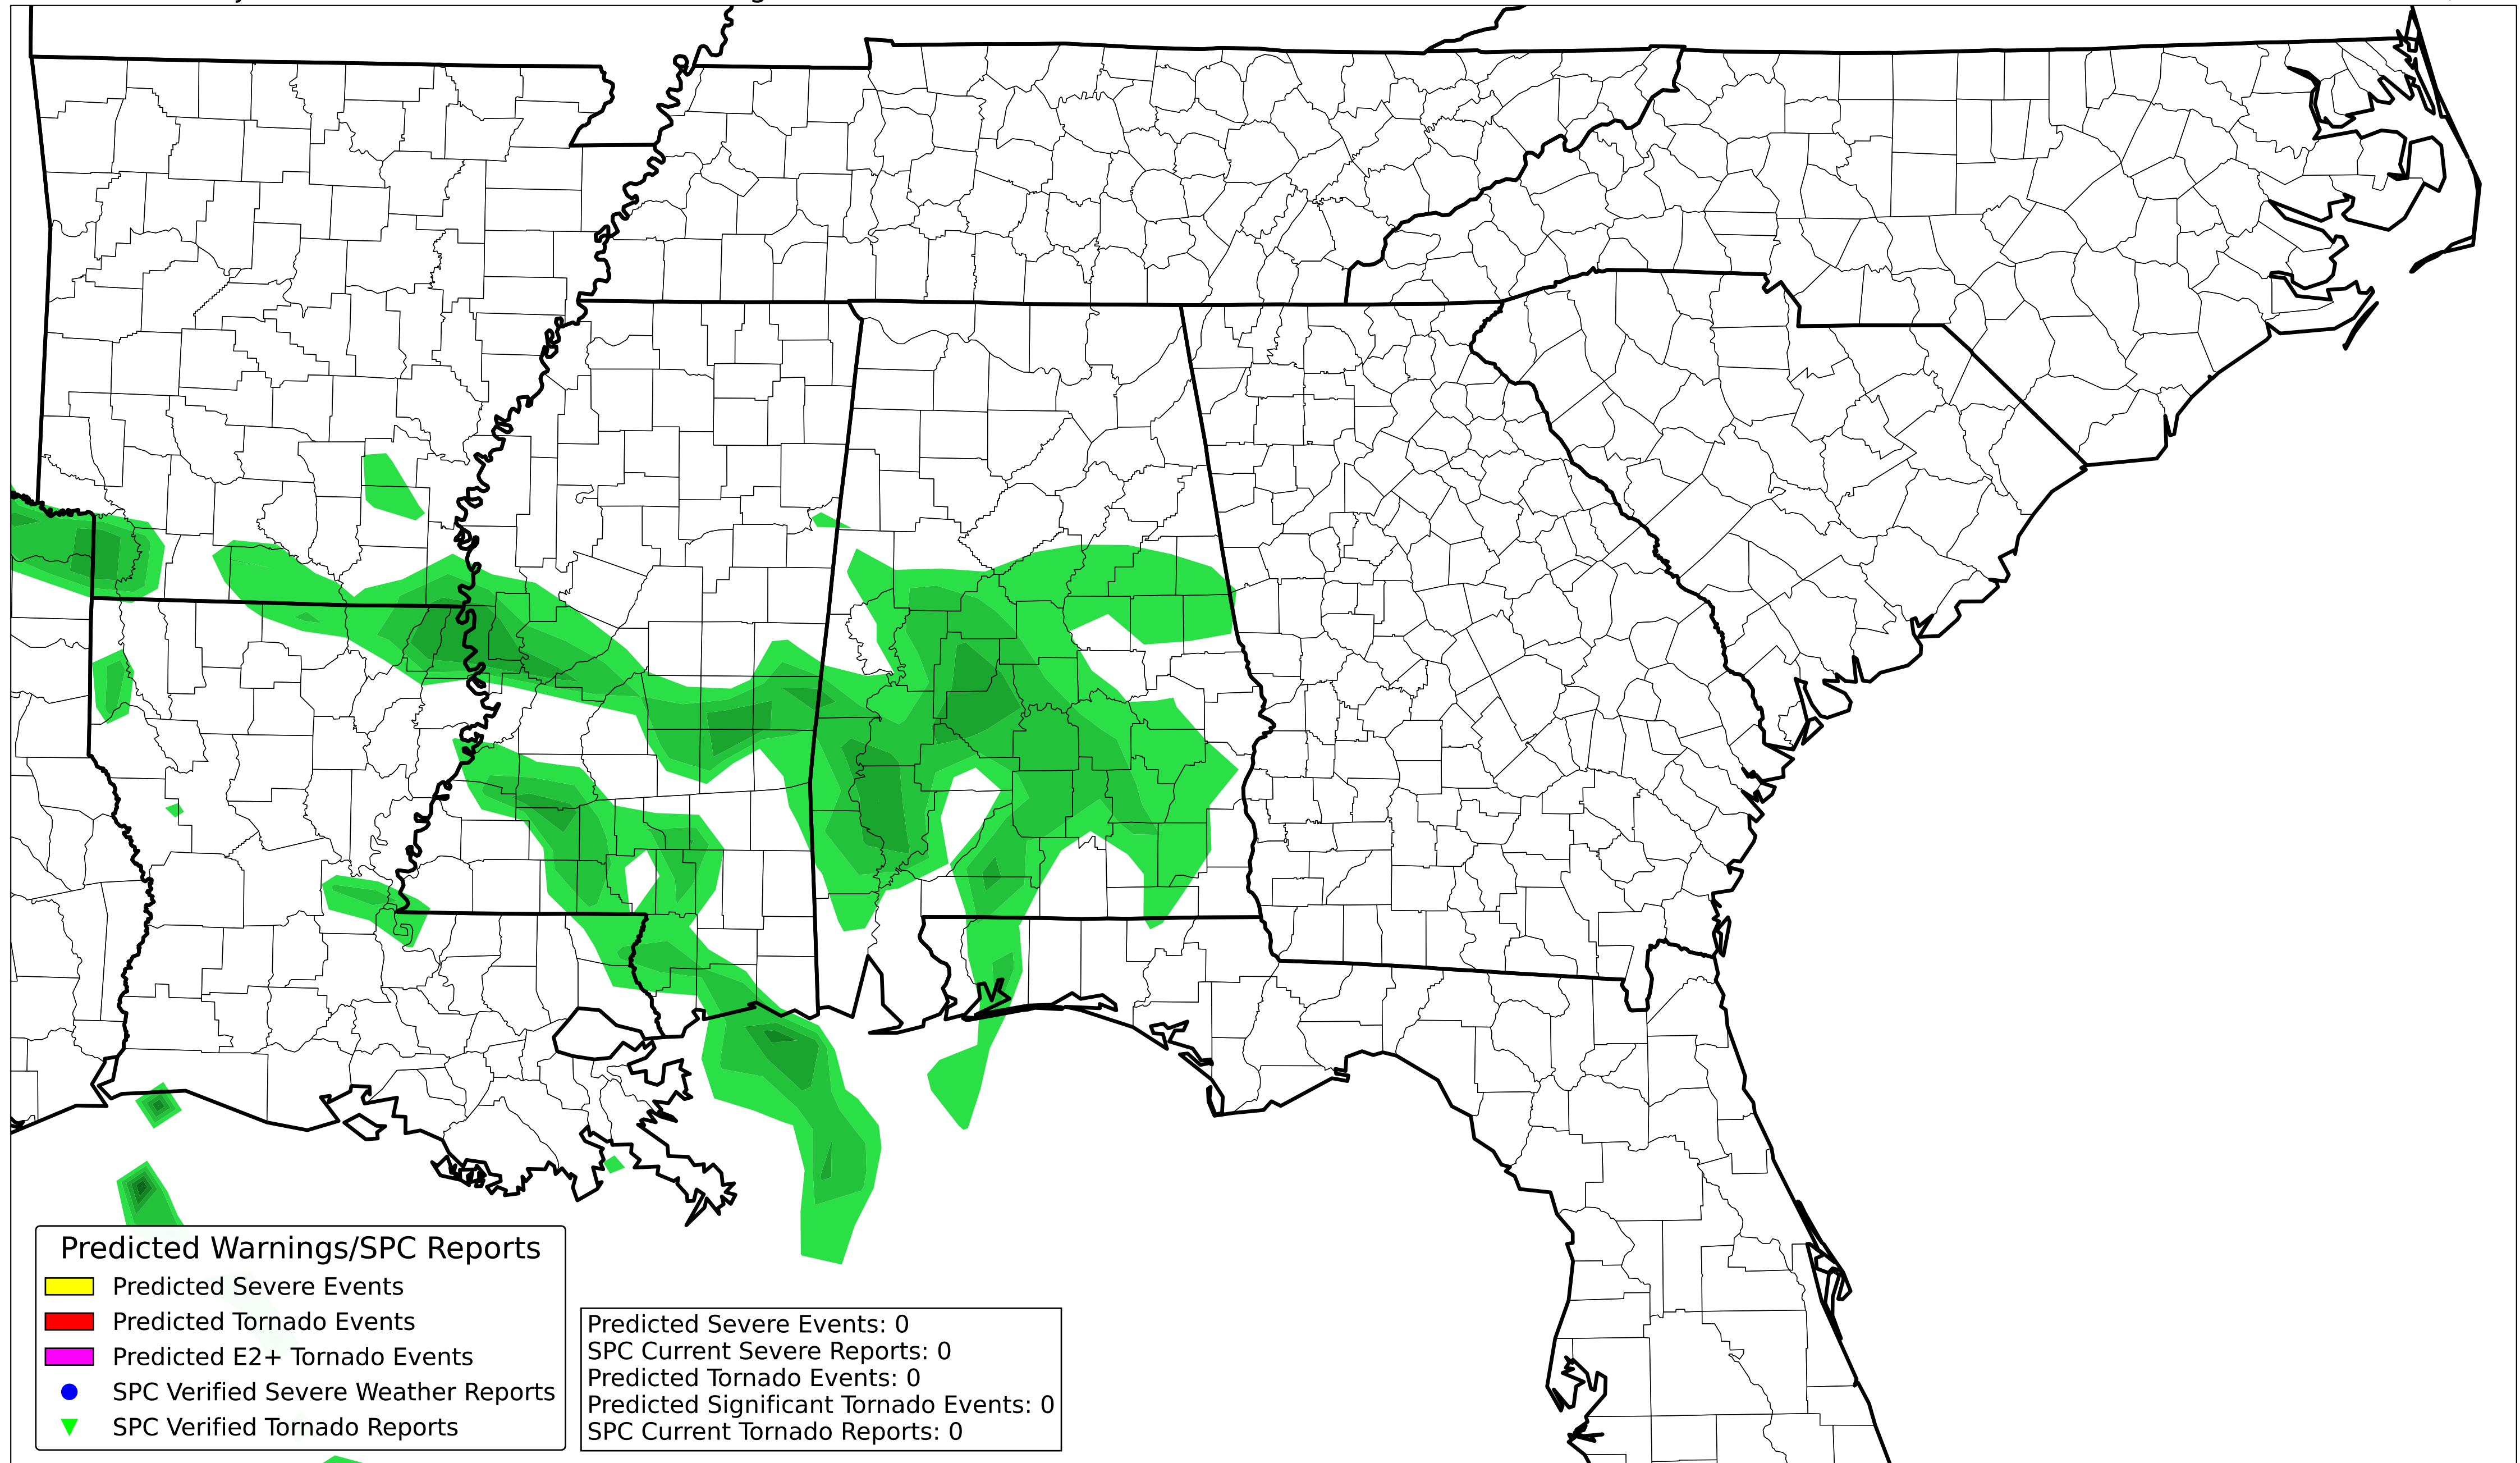 Predicted Warnings/SPC Reports
Predicted Severe Events
Predicted Tornado Events
Predicted E2+ Tornado Events
SPC Verified Severe Weather Reports
SPC Verified Tornado Reports
Predicted Severe Events: 0
SPC Current Severe Reports: 0
Predicted Tornado Events: 0
Predicted Significant Tornado Events: 0
SPC Current Tornado Reports: 0